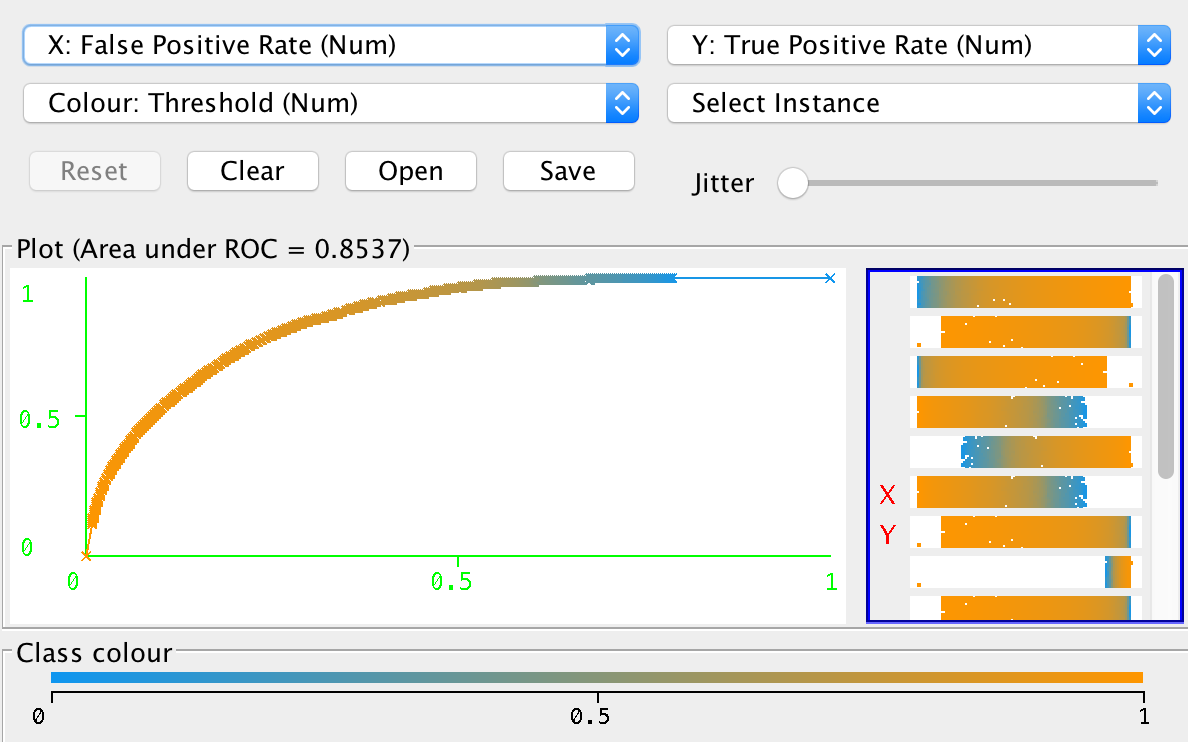 X: False Positive Rate (Num)
Y: True Positive Rate (Num)
Colour: Threshold (Num)
Select Instance
Reset
Clear
Open
Save
Jitter
Plot (Area under ROC = 0.8537)
1
0.5
0
0
0.5
1
X
Y
Class colour
0
0.5
1